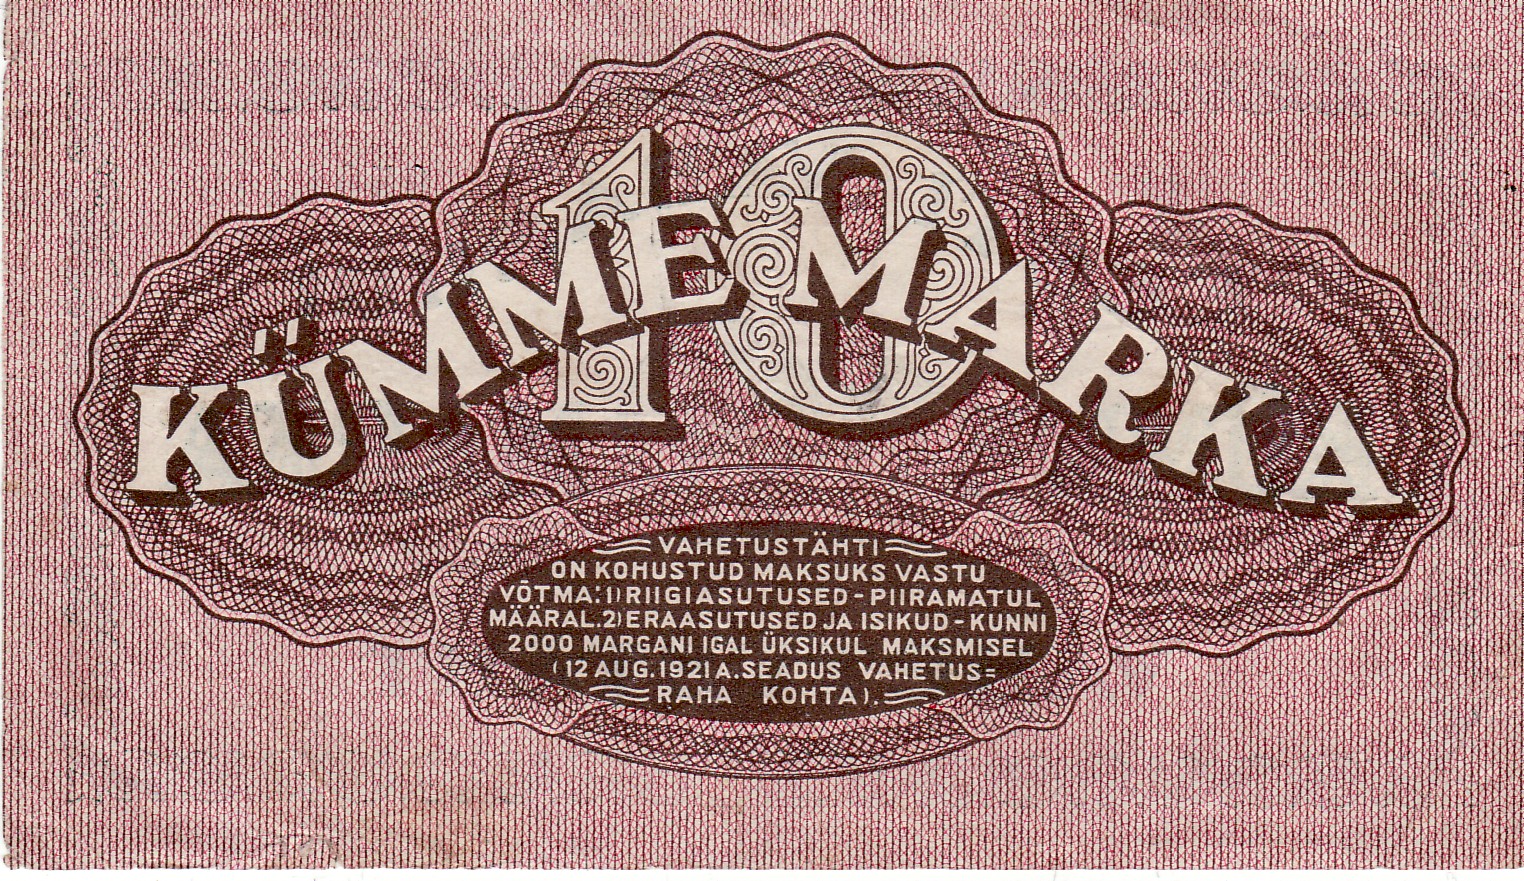 10
KÜMME MARKA
VAHETUSTÄHTI
ON KOHUSTUD MAKSUKS VASTU
VÕTMA: 1) RIIGIASUTUSED - PIIRAMATUL
MÄÄRAL. 2) ERAASUTUSED JA ISIKUD - KUNNI
2000 MARGANI IGAL ÜKSIKUL MAKSMISEL
(12 AUG. 1921 A. SEADUS VAHETUS=
RAHA KOHTA).